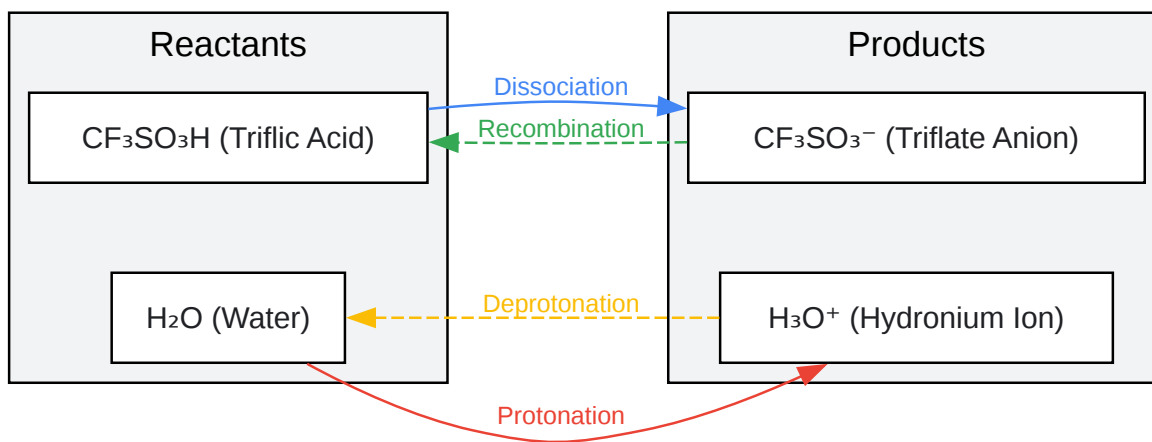 Reactants
Products
Dissociation
Recombination
CF₃SO₃H (Triflic Acid)
CF₃SO₃⁻ (Triflate Anion)
Deprotonation
H₂O (Water)
H₃O⁺ (Hydronium Ion)
Protonation